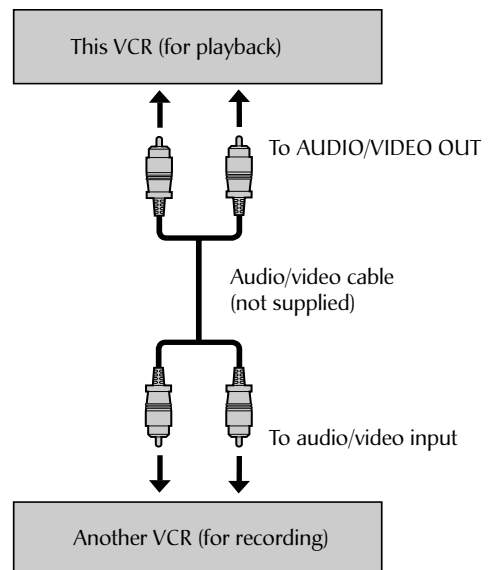 This VCR (for playback)
To AUDIO/VIDEO OUT
Audio/video cable
(not supplied)
To audio/video input
Another VCR (for recording)